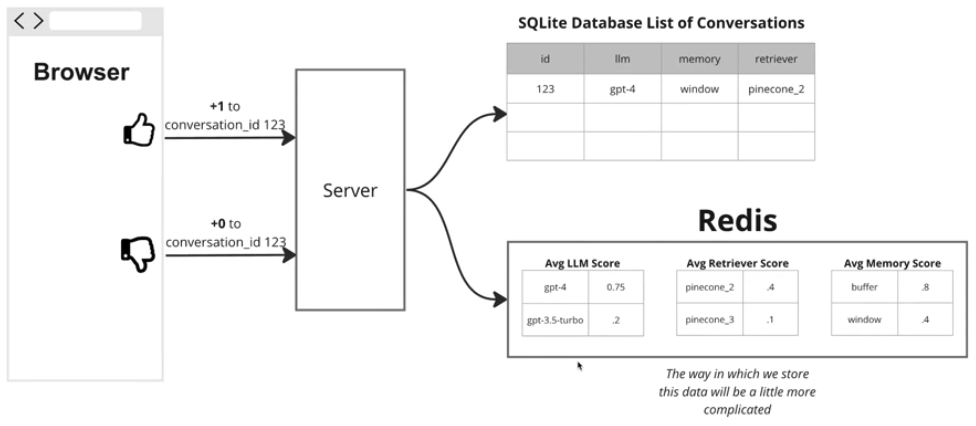 Browser
+1 to
conversation_id 123
+0 to
conversation_id 123
Server
SQLite Database List of Conversations
id llm memory retriever
123 gpt-4 window pinecone_2
Redis
Avg LLM Score
gpt-4 0.75
gpt-3.5-turbo .2
Avg Retriever Score
pinecone_2 .4
pinecone_3 .1
Avg Memory Score
buffer .8
window .4
The way in which we store
this data will be a little more
complicated